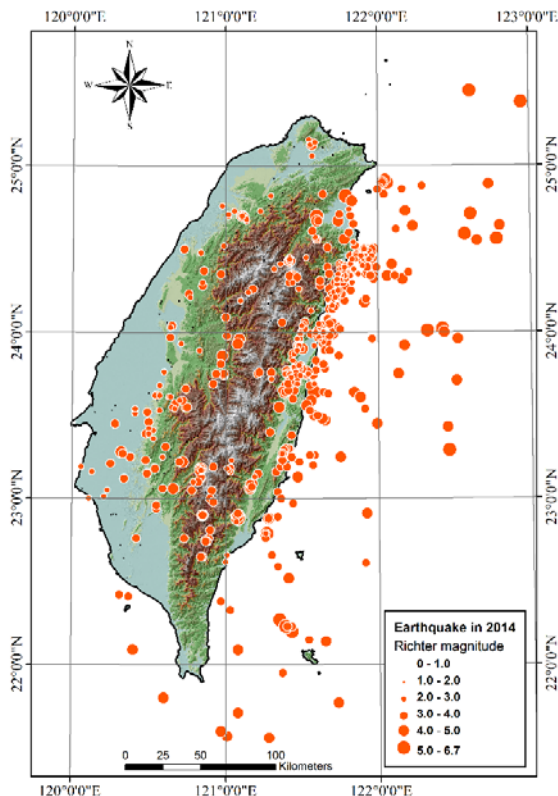 120°0'0"E 121°0'0"E 122°0'0"E 123°0'0"E
N
W E
S
25°0'0"N 25°0'0"N
24°0'0"N 24°0'0"N
23°0'0"N 23°0'0"N
22°0'0"N 22°0'0"N
Earthquake in 2014
Richter magnitude
0 - 1.0
1.0 - 2.0
2.0 - 3.0
3.0 - 4.0
4.0 - 5.0
5.0 - 6.7
0 25 50 100
Kilometers
120°0'0"E 121°0'0"E 122°0'0"E